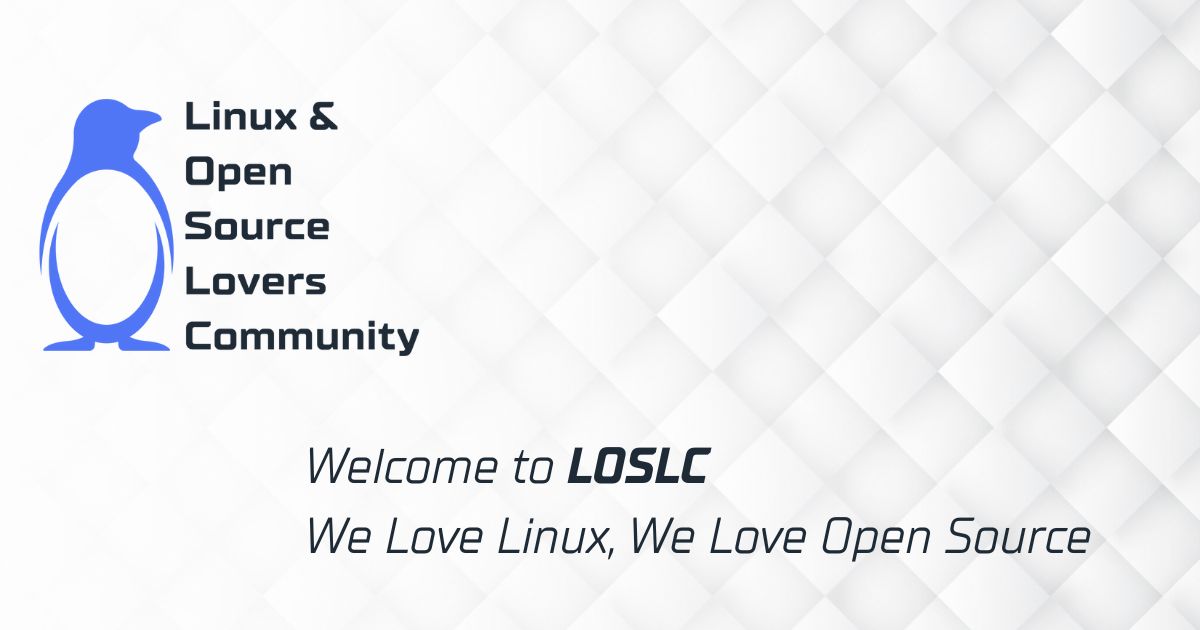 Linux &
Open
Source
Lovers
Community
Welcome to LOSLC
We Love Linux, We Love Open Source